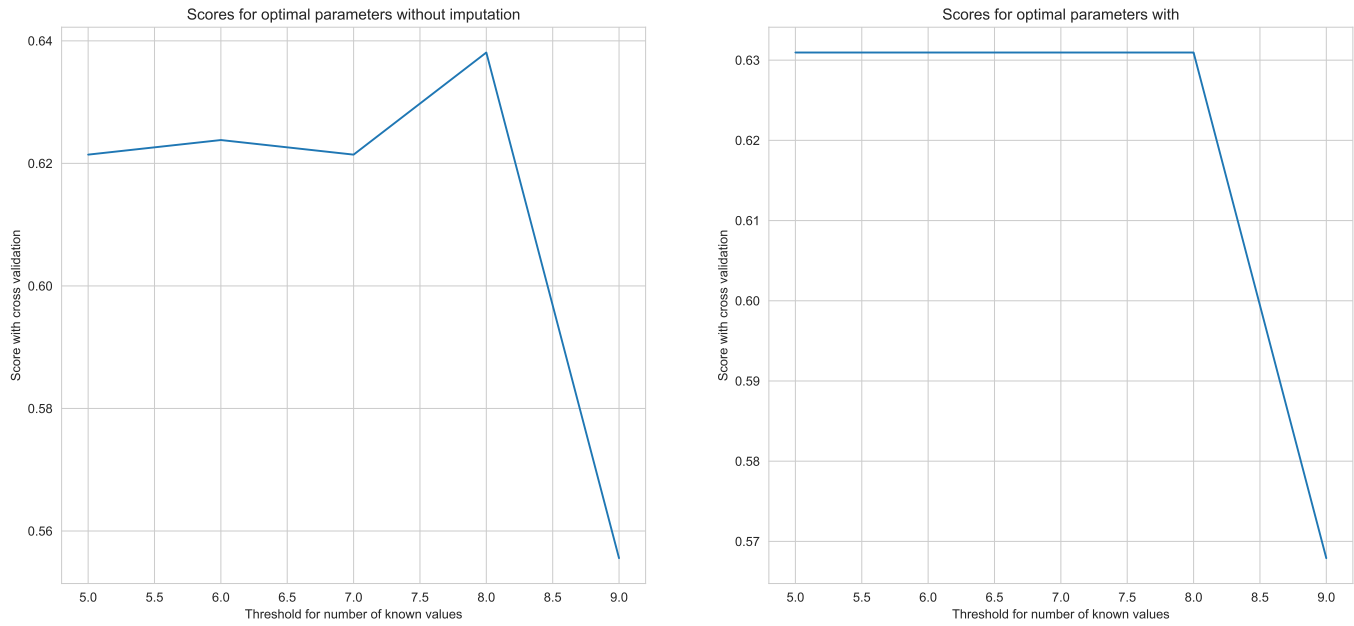 Scores for optimal parameters without imputation
0.64
0.62
0.60
0.58
0.56
Score with cross validation
5.0 5.5 6.0 6.5 7.0 7.5 8.0 8.5 9.0
Threshold for number of known values
Scores for optimal parameters with
0.63
0.62
0.61
0.60
0.59
0.58
0.57
Score with cross validation
5.0 5.5 6.0 6.5 7.0 7.5 8.0 8.5 9.0
Threshold for number of known values